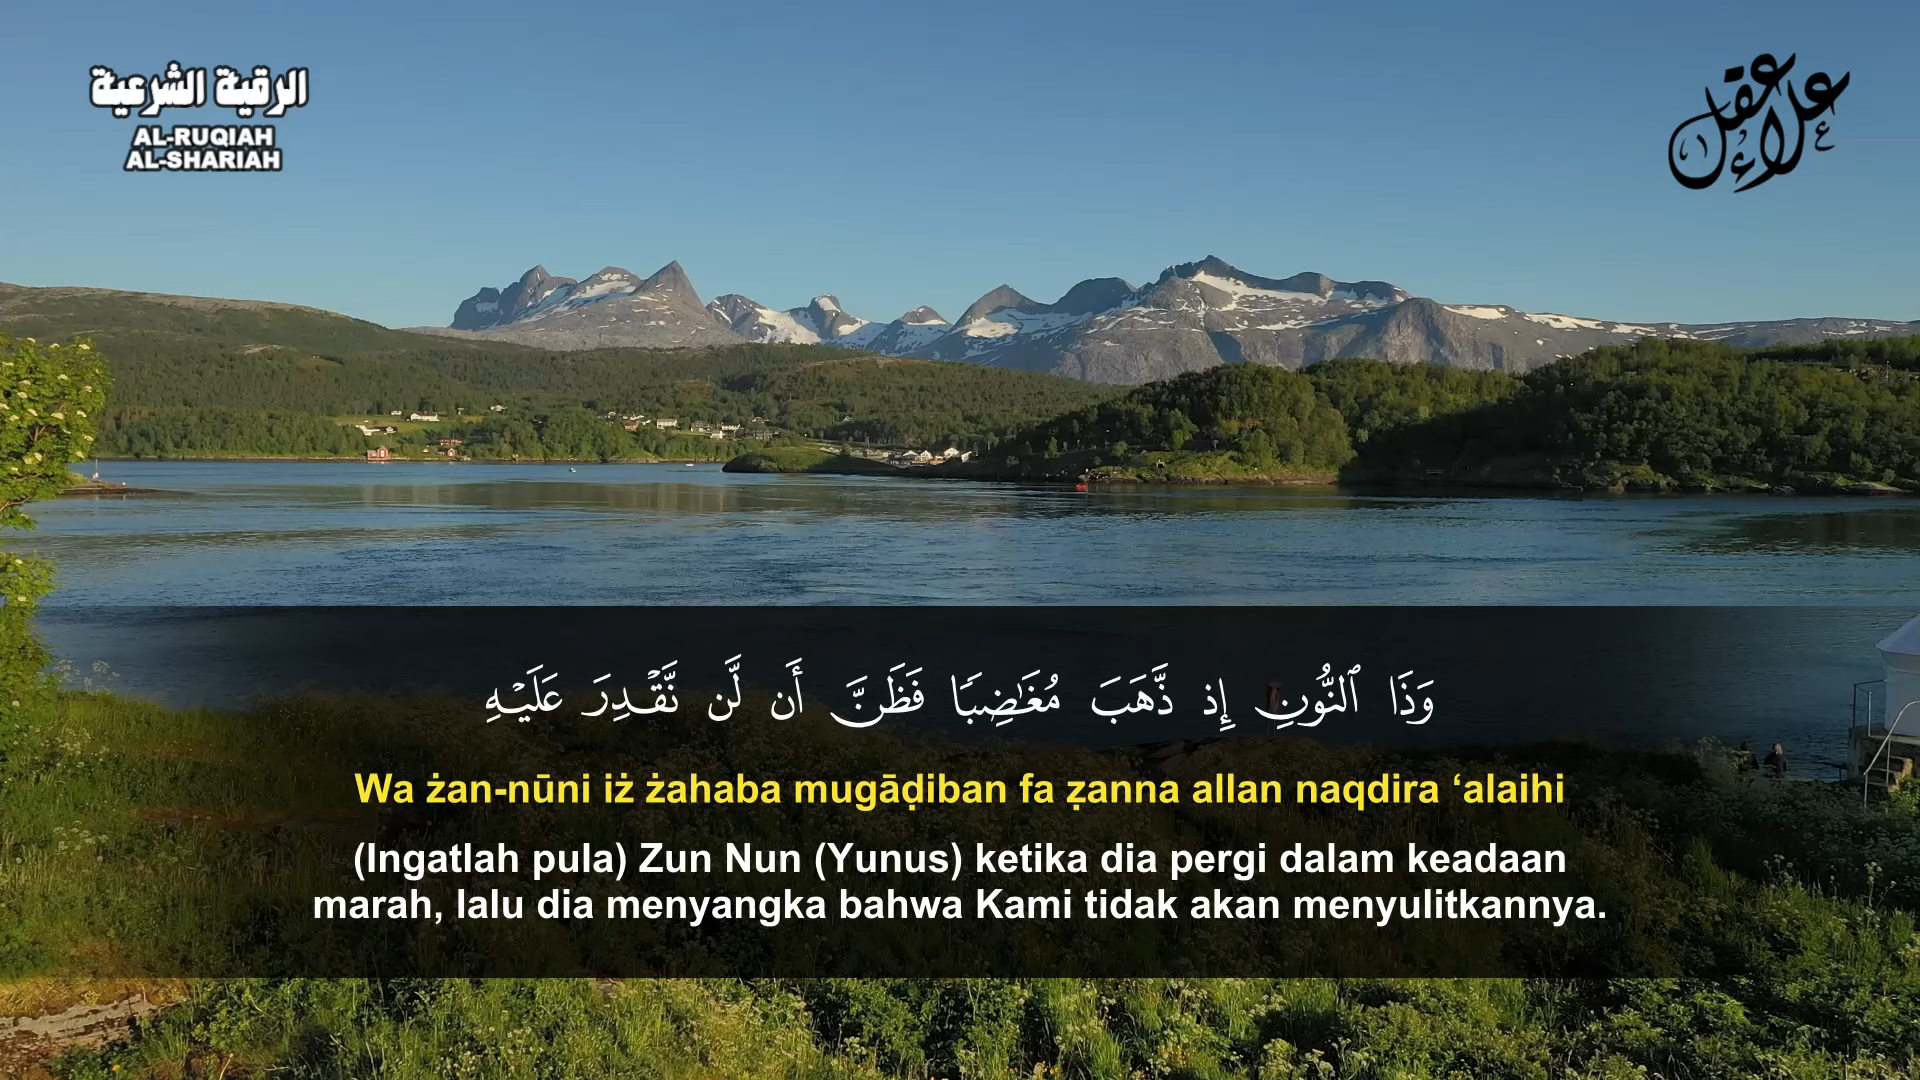 الرقية الشرعية
AL-RUQIAH
AL-SHARIAH
علاء عقل
وَذَا ٱلنُّونِ إِذ ذَّهَبَ مُغَٰضِبٗا فَظَنَّ أَن لَّن نَّقۡدِرَ عَلَيۡهِ
Wa żan-nūni iż żahaba mugāḍiban fa ẓanna allan naqdira ‘alaihi
(Ingatlah pula) Zun Nun (Yunus) ketika dia pergi dalam keadaan
marah, lalu dia menyangka bahwa Kami tidak akan menyulitkannya.